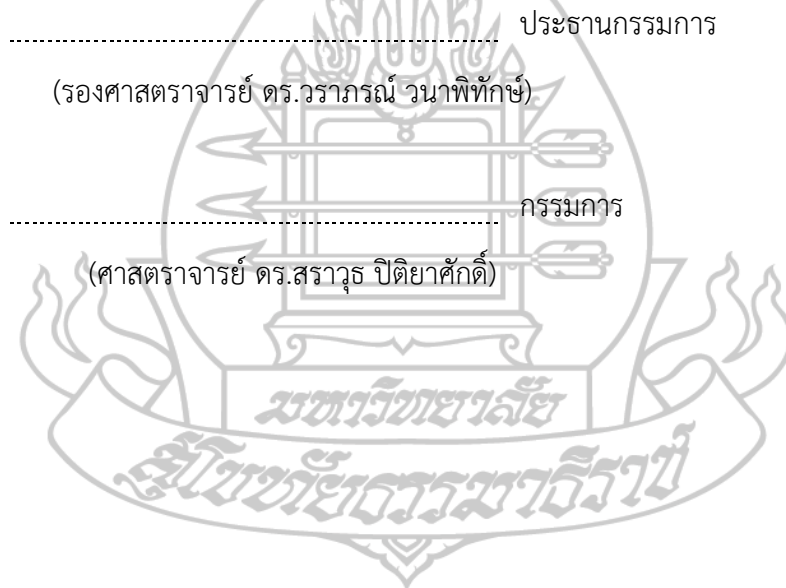 ................................................................ ประธานกรรมการ
(รองศาสตราจารย์ ดร.วราภรณ์ วนาพิทักษ์)
................................................................ กรรมการ
(ศาสตราจารย์ ดร.สราวุธ ปิติยาศักดิ์)
มหาวิทยาลัย
สุโขทัยธรรมาธิราช